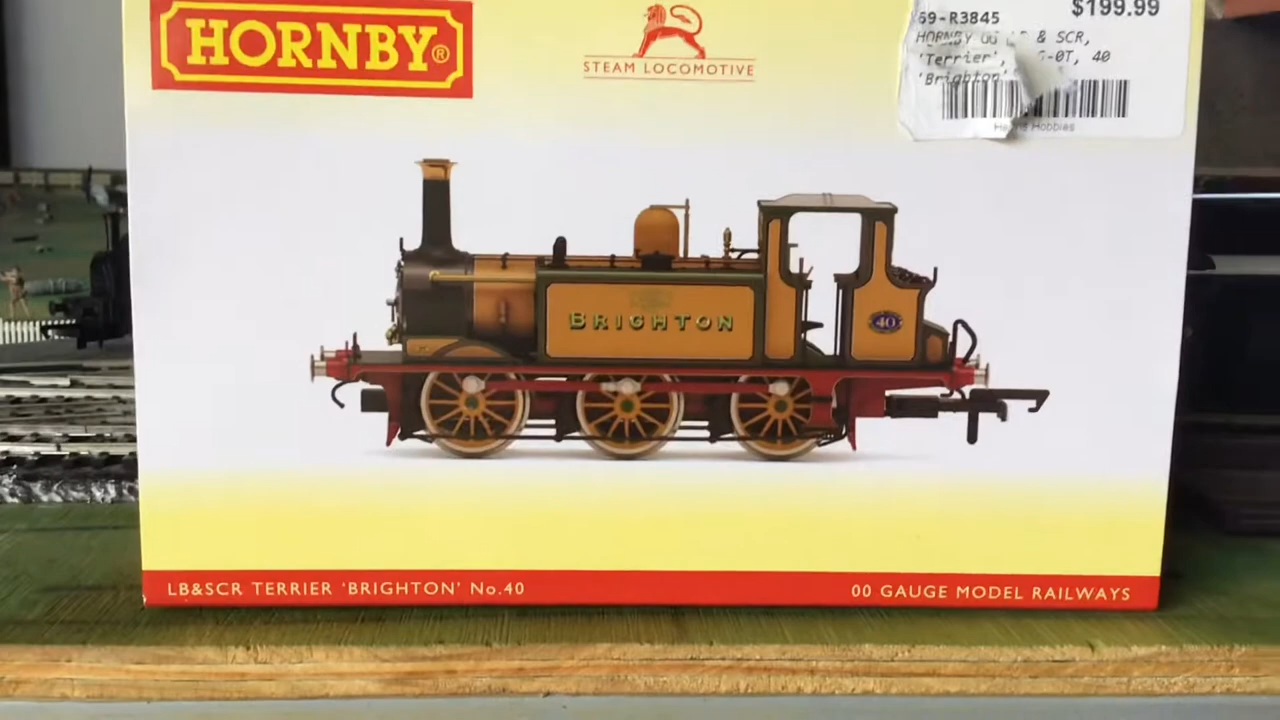 HORNBY®
STEAM LOCOMOTIVE
$199.99
69-R3845
HORNBY & SCR,
'Terrier', -0T, 40
'Brighton'
Hobbies
BRIGHTON
40
LB&SCR TERRIER 'BRIGHTON' No.40
00 GAUGE MODEL RAILWAYS